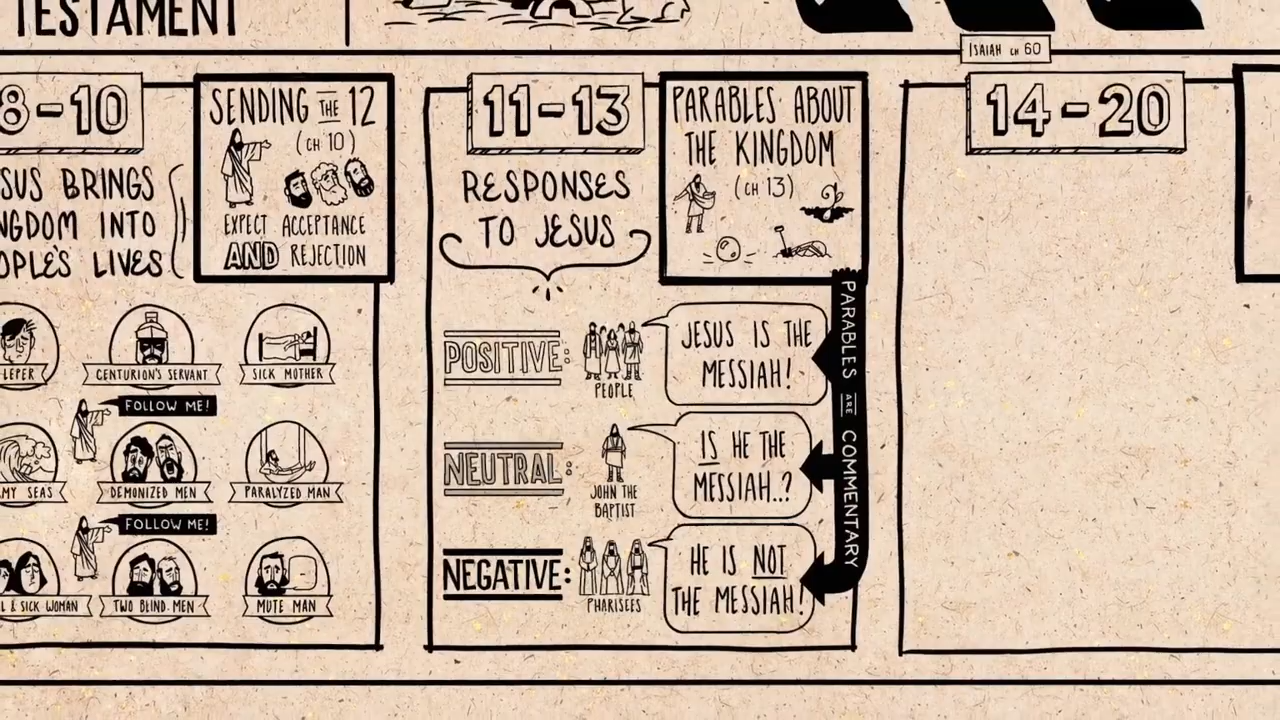 TESTAMENT
ISAIAH CH 60
8-10
SENDING THE 12
(CH 10)
EXPECT ACCEPTANCE
AND REJECTION
BRINGS
INTO
LIVES
LEPER
CENTURION'S SERVANT
SICK MOTHER
FOLLOW ME!
SEAS
DEMONIZED MEN
PARALYZED MAN
FOLLOW ME!
& SICK WOMAN
TWO BLIND MEN
MUTE MAN
11-13
RESPONSES
TO JESUS
PARABLES ABOUT
THE KINGDOM
(CH 13)
POSITIVE:
PEOPLE
JESUS IS THE
MESSIAH!
NEUTRAL:
JOHN THE
BAPTIST
IS HE THE
MESSIAH..?
NEGATIVE:
PHARISEES
HE IS NOT
THE MESSIAH!
PARABLES ARE COMMENTARY
14-20